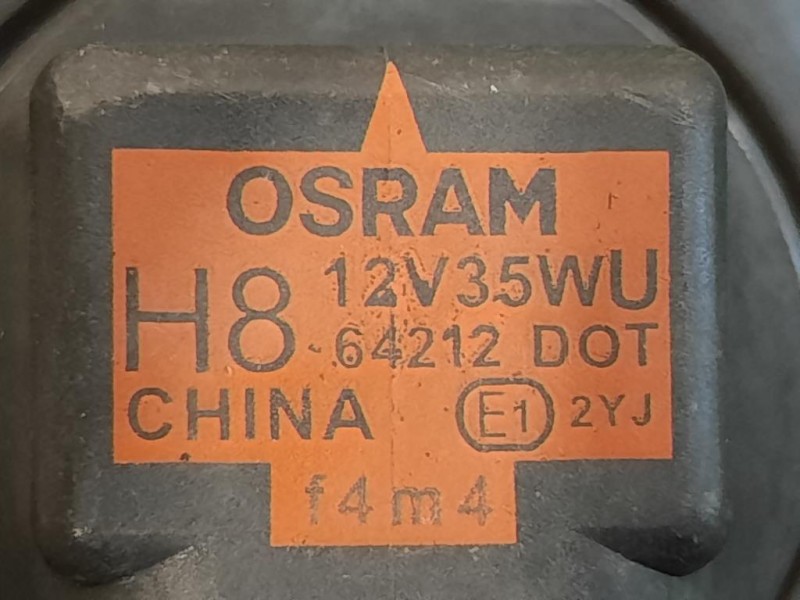 OSRAM
H8 12V35WU
64212 DOT
CHINA E1 2YJ
f4m4